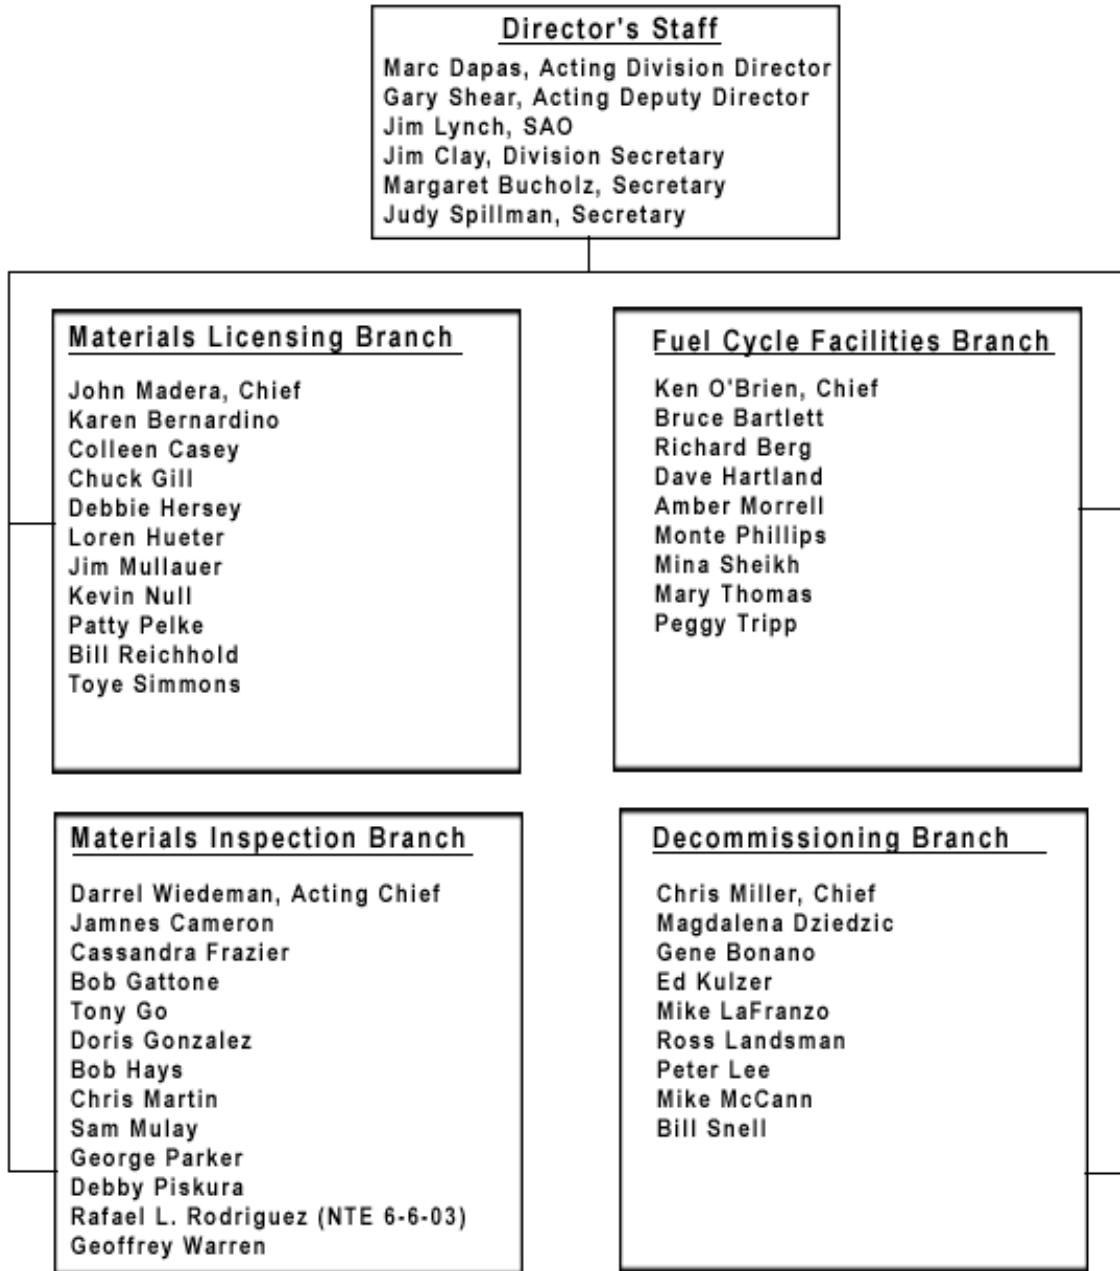 Director's Staff
Marc Dapas, Acting Division Director
Gary Shear, Acting Deputy Director
Jim Lynch, SAO
Jim Clay, Division Secretary
Margaret Bucholz, Secretary
Judy Spillman, Secretary
Materials Licensing Branch
John Madera, Chief
Karen Bernardino
Colleen Casey
Chuck Gill
Debbie Hersey
Loren Hueter
Jim Mullauer
Kevin Null
Patty Pelke
Bill Reichhold
Toye Simmons
Fuel Cycle Facilities Branch
Ken O'Brien, Chief
Bruce Bartlett
Richard Berg
Dave Hartland
Amber Morrell
Monte Phillips
Mina Sheikh
Mary Thomas
Peggy Tripp
Materials Inspection Branch
Darrel Wiedeman, Acting Chief
Jamnes Cameron
Cassandra Frazier
Bob Gattone
Tony Go
Doris Gonzalez
Bob Hays
Chris Martin
Sam Mulay
George Parker
Debby Piskura
Rafael L. Rodriguez (NTE 6-6-03)
Geoffrey Warren
Decommissioning Branch
Chris Miller, Chief
Magdalena Dziedzic
Gene Bonano
Ed Kulzer
Mike LaFranzo
Ross Landsman
Peter Lee
Mike McCann
Bill Snell